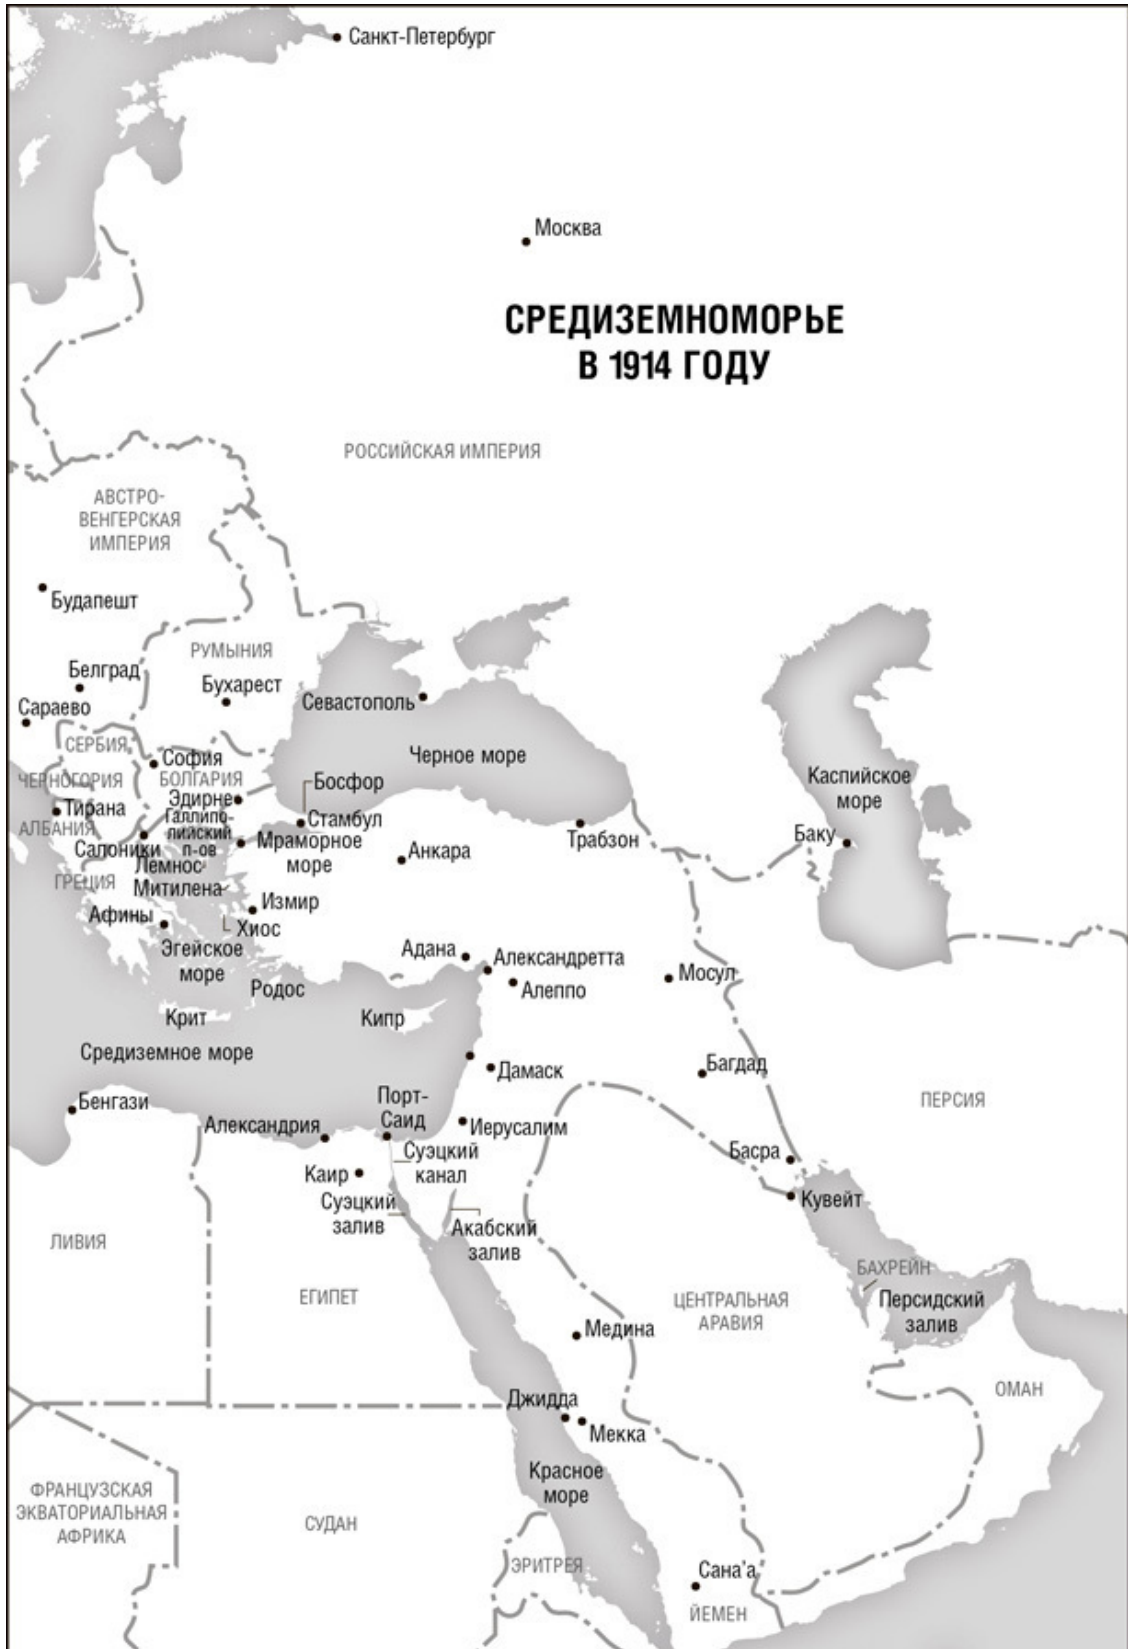 Санкт-Петербург
Москва
СРЕДИЗЕМНОМОРЬЕ
В 1914 ГОДУ
РОССИЙСКАЯ ИМПЕРИЯ
АВСТРО-
ВЕНГЕРСКАЯ
ИМПЕРИЯ
Будапешт
РУМЫНИЯ
Белград
Бухарест
Сараево
Севастополь
СЕРБИЯ
София
Черное море
Каспийское
море
ЧЕРНОГОРИЯ
БОЛГАРИЯ
Босфор
Эдирне
Тирана
Галлипо-
лийский
п-ов
Стамбул
АЛБАНИЯ
Салоники
Мраморное
море
Анкара
Трабзон
Баку
Лемнос
ГРЕЦИЯ
Митилена
Измир
Афины
Хиос
Эгейское
море
Адана
Александретта
Алеппо
Мосул
Родос
Крит
Кипр
Средиземное море
Дамаск
Багдад
Бенгази
Порт-
Саид
ПЕРСИЯ
Александрия
Иерусалим
Суэцкий
канал
Басра
Каир
Суэцкий
залив
Кувейт
Акабский
залив
ЛИВИЯ
ЕГИПЕТ
БАХРЕЙН
ЦЕНТРАЛЬНАЯ
АРАВИЯ
Персидский
залив
Медина
ОМАН
Джидда
Мекка
Красное
море
ФРАНЦУЗСКАЯ
ЭКВАТОРИАЛЬНАЯ
АФРИКА
СУДАН
ЭРИТРЕЯ
Сана'а
ЙЕМЕН